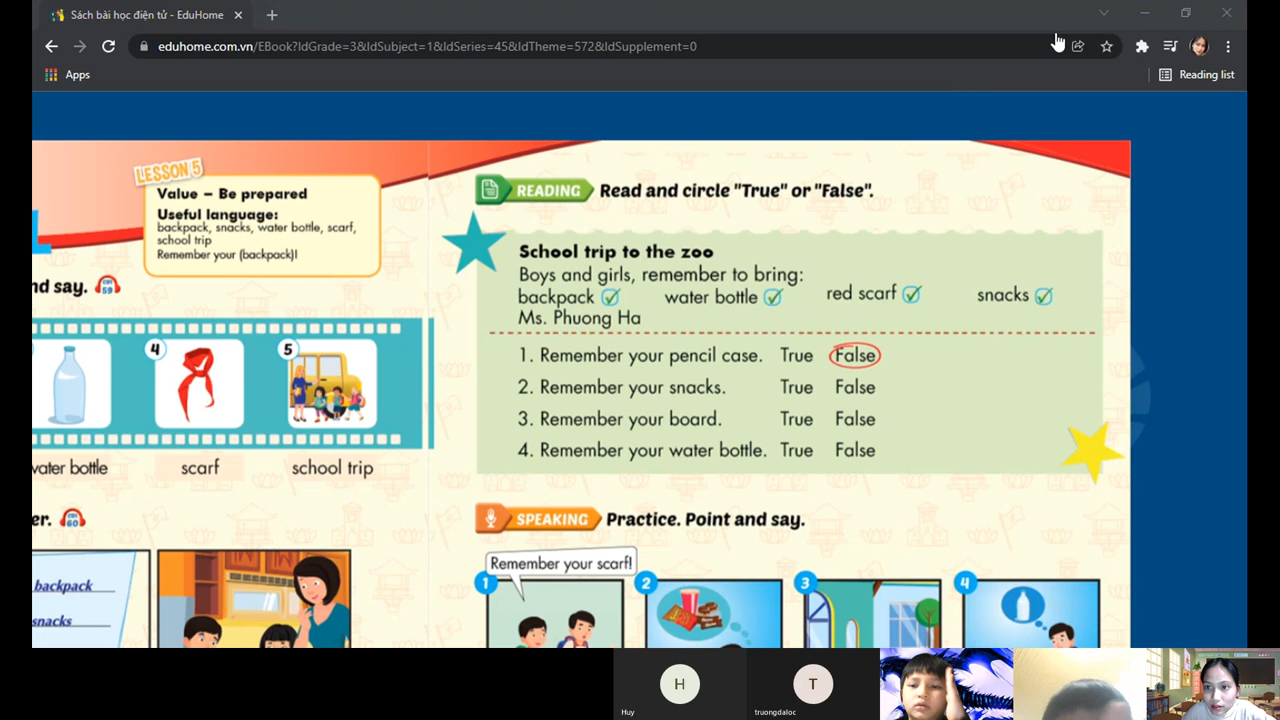 Sách bài học điện tử - EduHome
eduhome.com.vn/EBook?IdGrade=3&IdSubject=1&IdSeries=45&IdTheme=572&IdSupplement=0
Apps
Reading list
LESSON 5
Value – Be prepared
Useful language:
backpack, snacks, water bottle, scarf,
school trip
Remember your (backpack)!
nd say.
59
4
5
water bottle
scarf
school trip
er.
60
backpack
snacks
READING Read and circle "True" or "False".
School trip to the zoo
Boys and girls, remember to bring:
backpack water bottle red scarf snacks
Ms. Phuong Ha
1. Remember your pencil case. True False
2. Remember your snacks. True False
3. Remember your board. True False
4. Remember your water bottle. True False
SPEAKING Practice. Point and say.
Remember your scarf!
1 2 3 4
H
T
Huy
truongdaloc